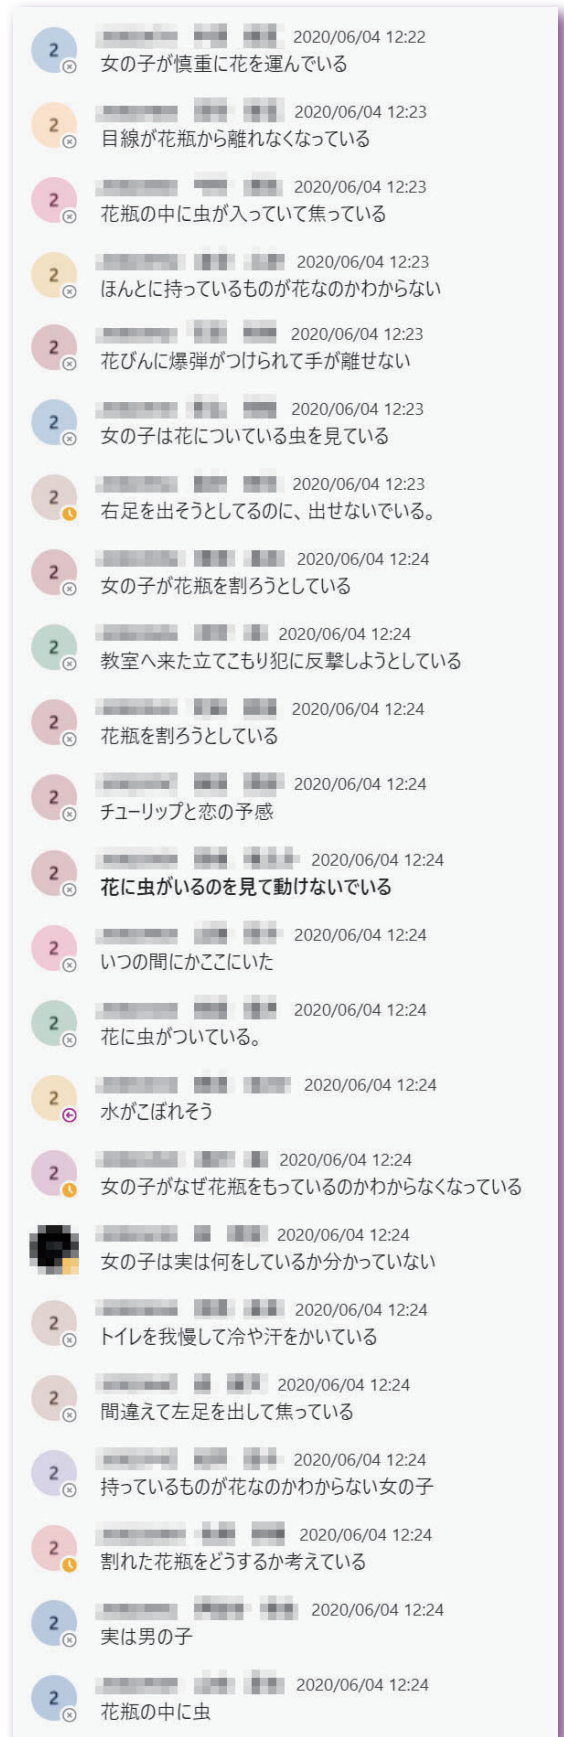 2 2020/06/04 12:22
女の子が慎重に花を運んでいる
2 2020/06/04 12:23
目線が花瓶から離れなくなっている
2 2020/06/04 12:23
花瓶の中に虫が入っていて焦っている
2 2020/06/04 12:23
ほんとに持っているものが花なのかわからない
2 2020/06/04 12:23
花びんに爆弾がつけられて手が離せない
2 2020/06/04 12:23
女の子は花についている虫を見ている
2 2020/06/04 12:23
右足を出そうとしてるのに、出せないでいる。
2 2020/06/04 12:24
女の子が花瓶を割ろうとしている
2 2020/06/04 12:24
教室へ来た立てこもり犯に反撃しようとしている
2 2020/06/04 12:24
花瓶を割ろうとしている
2 2020/06/04 12:24
チューリップと恋の予感
2 2020/06/04 12:24
花に虫がいるのを見て動けないでいる
2 2020/06/04 12:24
いつの間にかここにいた
2 2020/06/04 12:24
花に虫がついている。
2 2020/06/04 12:24
水がこぼれそう
2 2020/06/04 12:24
女の子がなぜ花瓶をもっているのかわからなくなっている
2020/06/04 12:24
女の子は実は何をしているか分かっていない
2 2020/06/04 12:24
トイレを我慢して冷や汗をかいている
2 2020/06/04 12:24
間違えて左足を出して焦っている
2 2020/06/04 12:24
持っているものが花なのかわからない女の子
2 2020/06/04 12:24
割れた花瓶をどうするか考えている
2 2020/06/04 12:24
実は男の子
2 2020/06/04 12:24
花瓶の中に虫